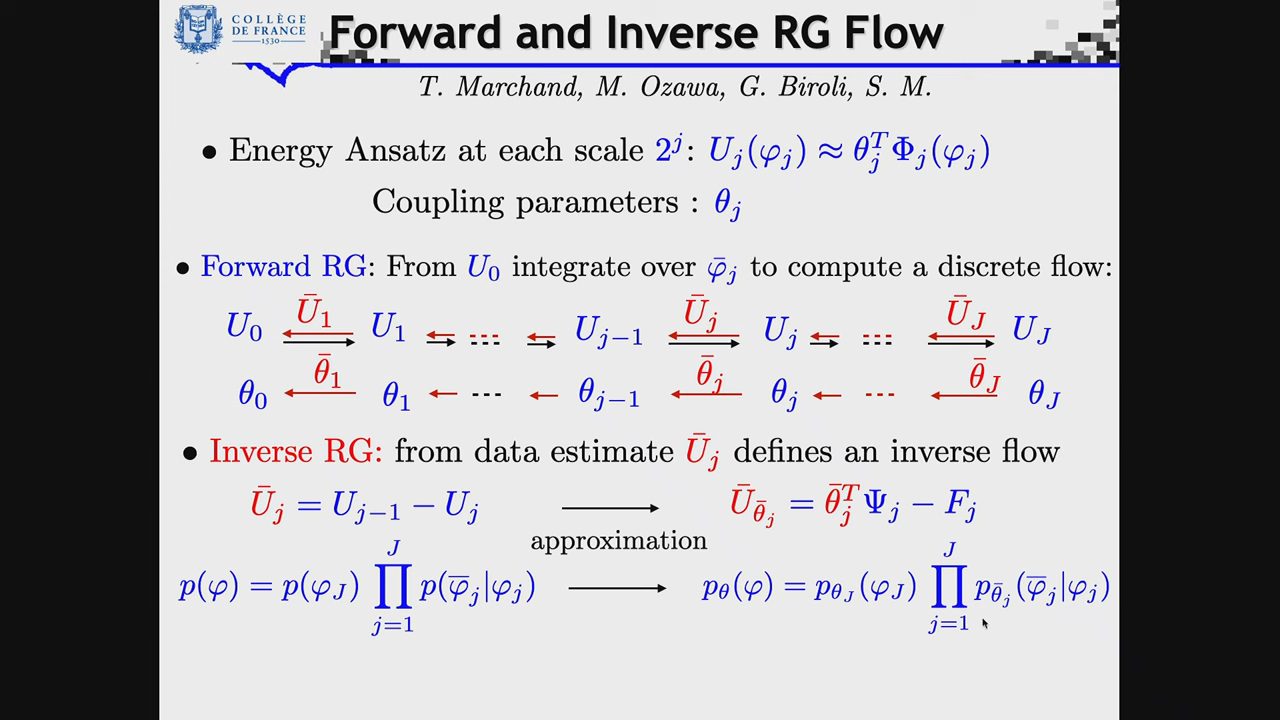 COLLÈGE
DE FRANCE
1530
Forward and Inverse RG Flow
T. Marchand, M. Ozawa, G. Biroli, S. M.
• Energy Ansatz at each scale 2^j: U_j(φ_j) ≈ θ_j^T Φ_j(φ_j)
Coupling parameters : θ_j
• Forward RG: From U_0 integrate over φ̄_j to compute a discrete flow:
Ū_1 Ū_j Ū_J
U_0 ⇄ U_1 ⇄ --- ⇄ U_{j−1} ⇄ U_j ⇄ --- ⇄ U_J
θ̄_1 θ̄_j θ̄_J
θ_0 ← θ_1 ← --- ← θ_{j−1} ← θ_j ← --- ← θ_J
• Inverse RG: from data estimate Ū_j defines an inverse flow
Ū_j = U_{j−1} − U_j → Ū_{θ̄_j} = θ̄_j^T Ψ_j − F_j
approximation
p(φ) = p(φ_J) ∏_{j=1}^{J} p(φ̄_j|φ_j) → p_θ(φ) = p_{θ_J}(φ_J) ∏_{j=1}^{J} p_{θ̄_j}(φ̄_j|φ_j)